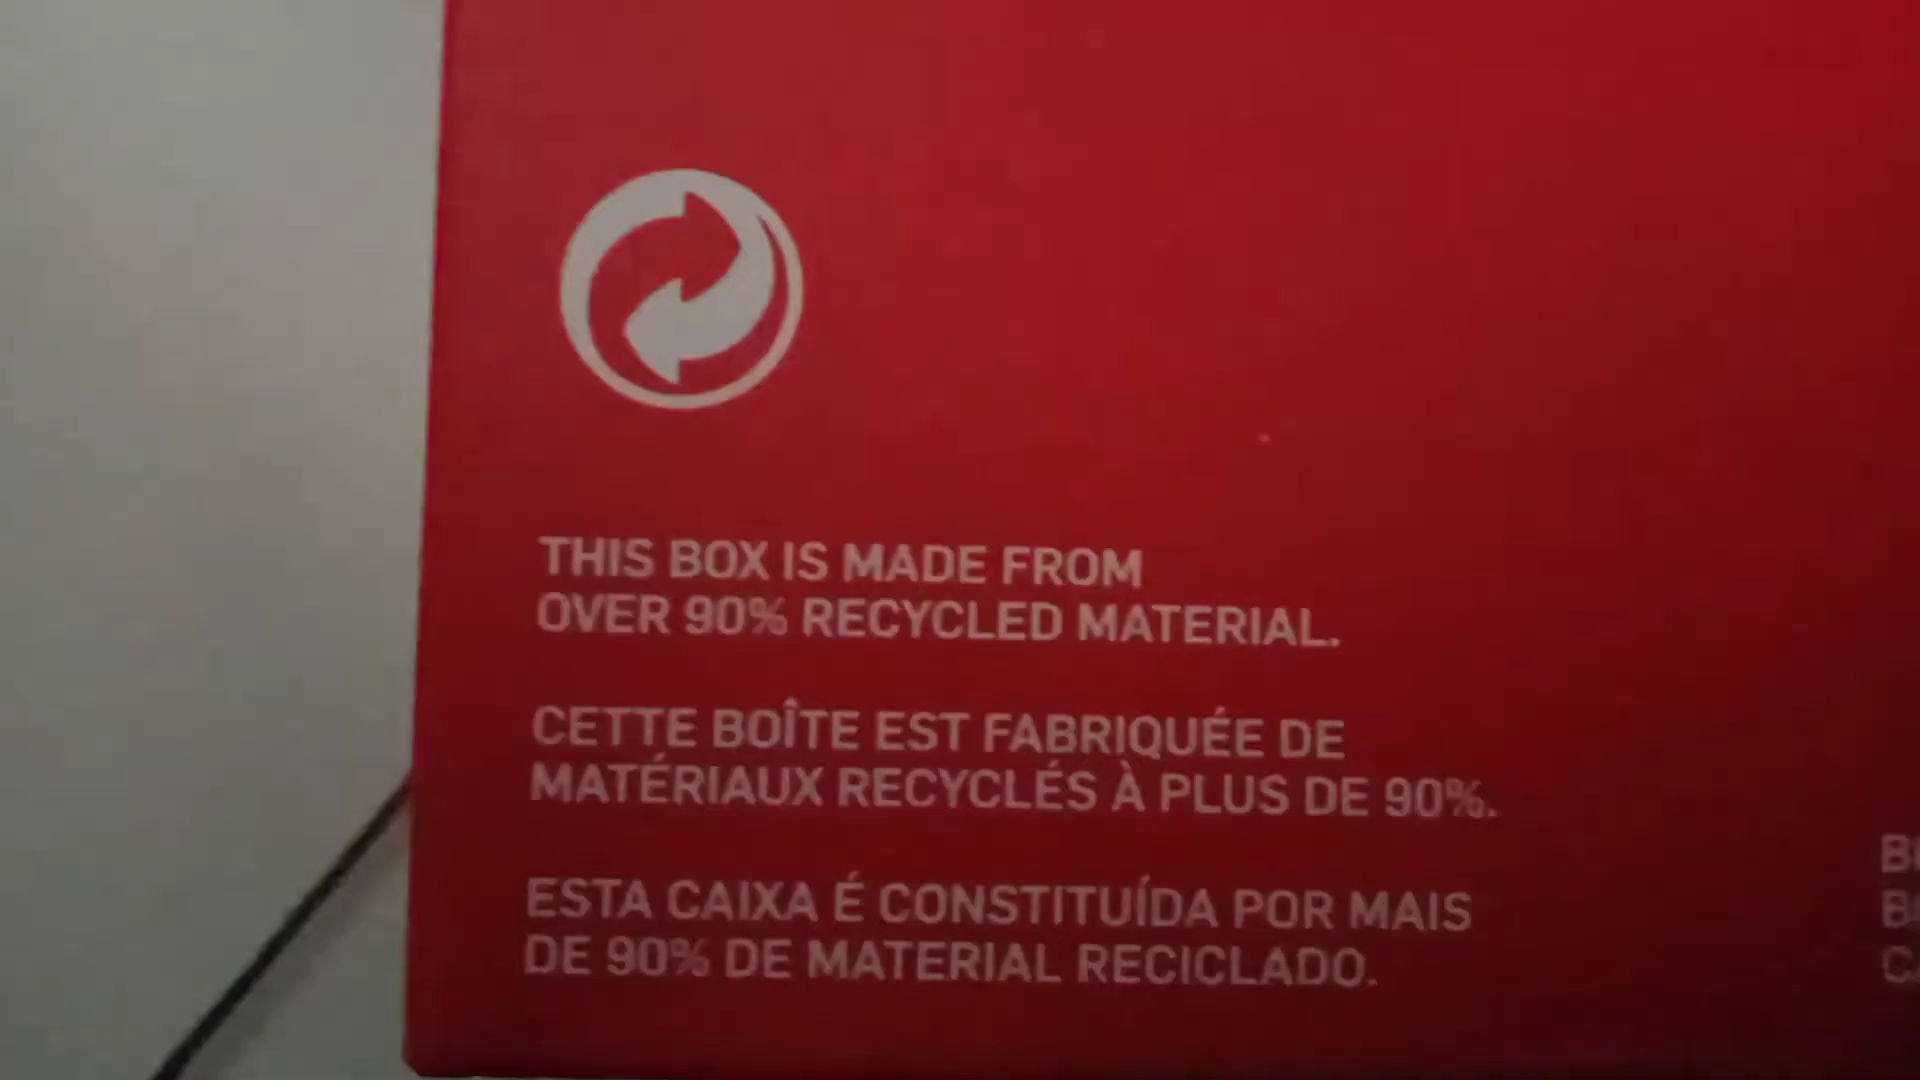 THIS BOX IS MADE FROM
OVER 90% RECYCLED MATERIAL.
CETTE BOÎTE EST FABRIQUÉE DE
MATÉRIAUX RECYCLÉS À PLUS DE 90%.
ESTA CAIXA É CONSTITUÍDA POR MAIS
DE 90% DE MATERIAL RECICLADO.